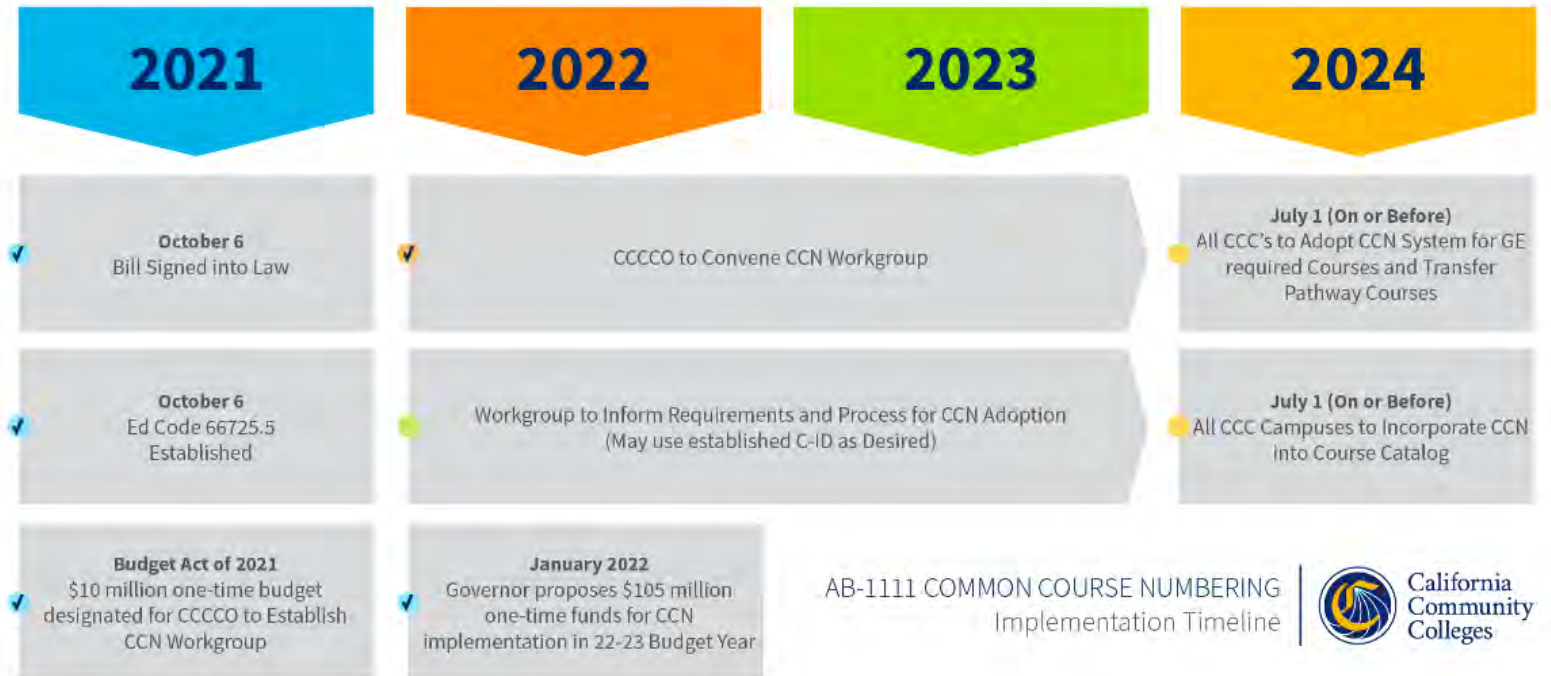 2021
2022
2023
2024
October 6
Bill Signed into Law
CCCCO to Convene CCN Workgroup
July 1 (On or Before)
All CCC's to Adopt CCN System for GE
required Courses and Transfer
Pathway Courses
October 6
Ed Code 66725.5
Established
Workgroup to Inform Requirements and Process for CCN Adoption
(May use established C-ID as Desired)
July 1 (On or Before)
All CCC Campuses to Incorporate CCN
into Course Catalog
Budget Act of 2021
$10 million one-time budget
designated for CCCCO to Establish
CCN Workgroup
January 2022
Governor proposes $105 million
one-time funds for CCN
implementation in 22-23 Budget Year
AB-1111 COMMON COURSE NUMBERING
Implementation Timeline
California
Community
Colleges